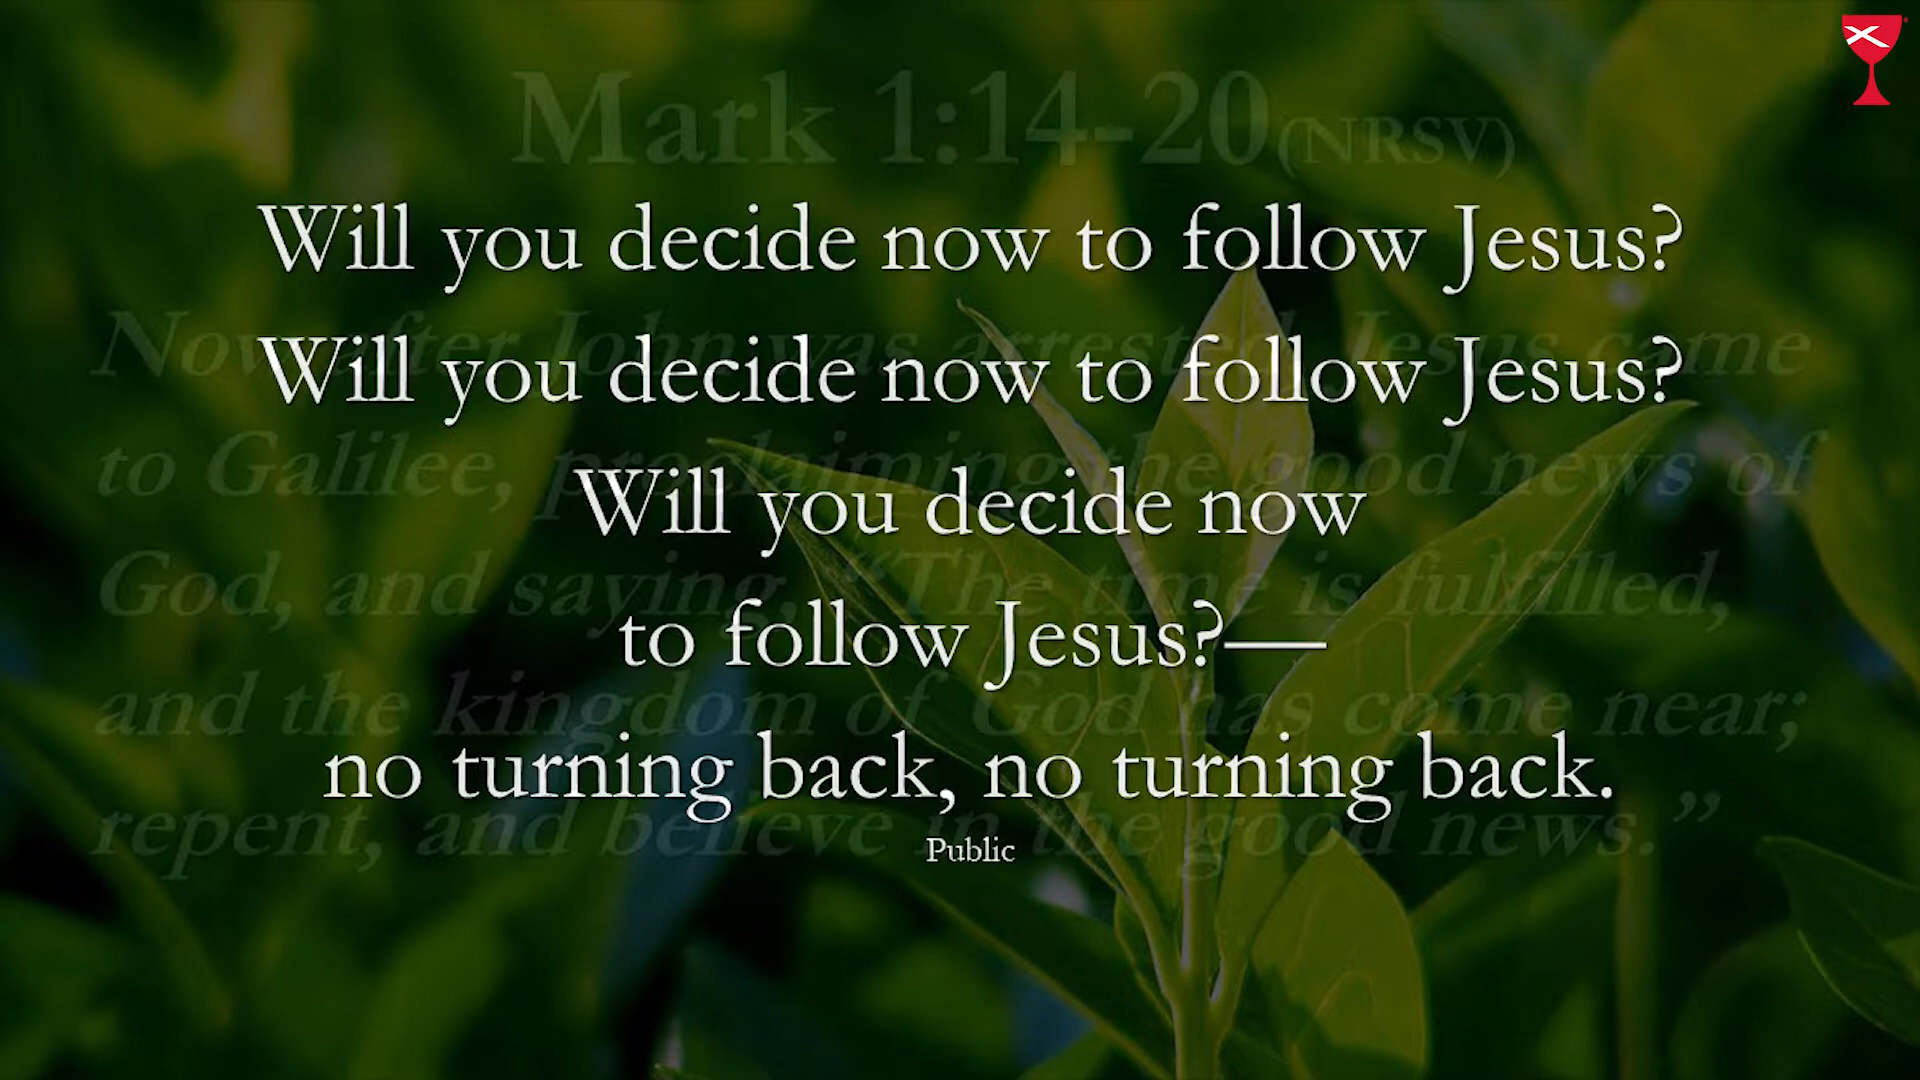 Mark 1:14-20 (NRSV)
Will you decide now to follow Jesus?
Now after John was arrested, Jesus came
Will you decide now to follow Jesus?
to Galilee, proclaiming the good news of
Will you decide now
God, and saying, “The time is fulfilled,
to follow Jesus?—
and the kingdom of God has come near;
no turning back, no turning back.
repent, and believe in the good news.”
Public